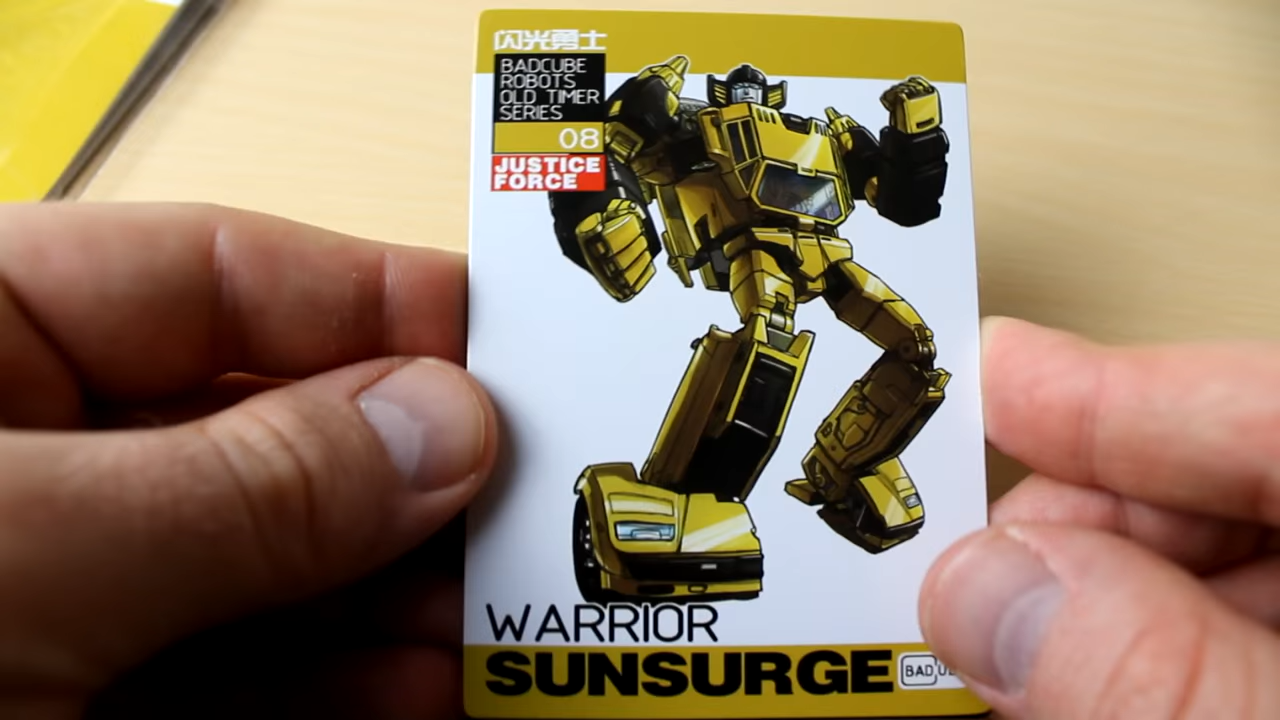 闪光勇士
BADCUBE
ROBOTS
OLD TIMER
SERIES
08
JUSTICE
FORCE
WARRIOR
SUNSURGE